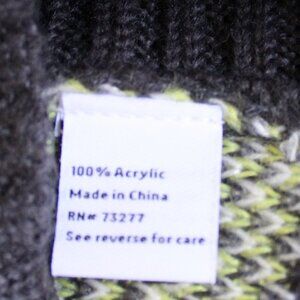 100% Acrylic
Made in China
RN# 73277
See reverse for care